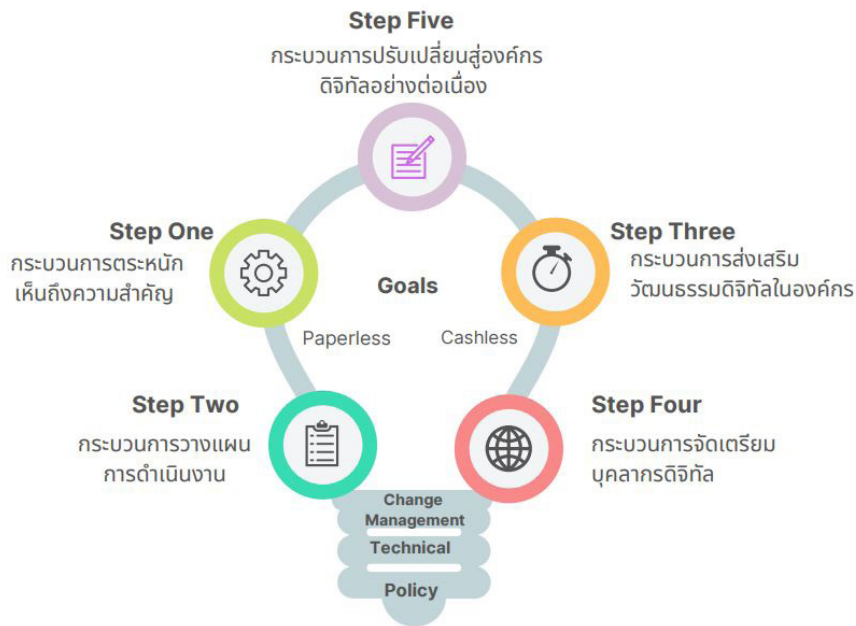 Step Five
กระบวนการปรับเปลี่ยนสู่องค์กร
ดิจิทัลอย่างต่อเนื่อง
Step One
กระบวนการตระหนัก
เห็นถึงความสำคัญ
Step Three
กระบวนการส่งเสริม
วัฒนธรรมดิจิทัลในองค์กร
Goals
Paperless
Cashless
Step Two
กระบวนการวางแผน
การดำเนินงาน
Step Four
กระบวนการจัดเตรียม
บุคลากรดิจิทัล
Change
Management
Technical
Policy